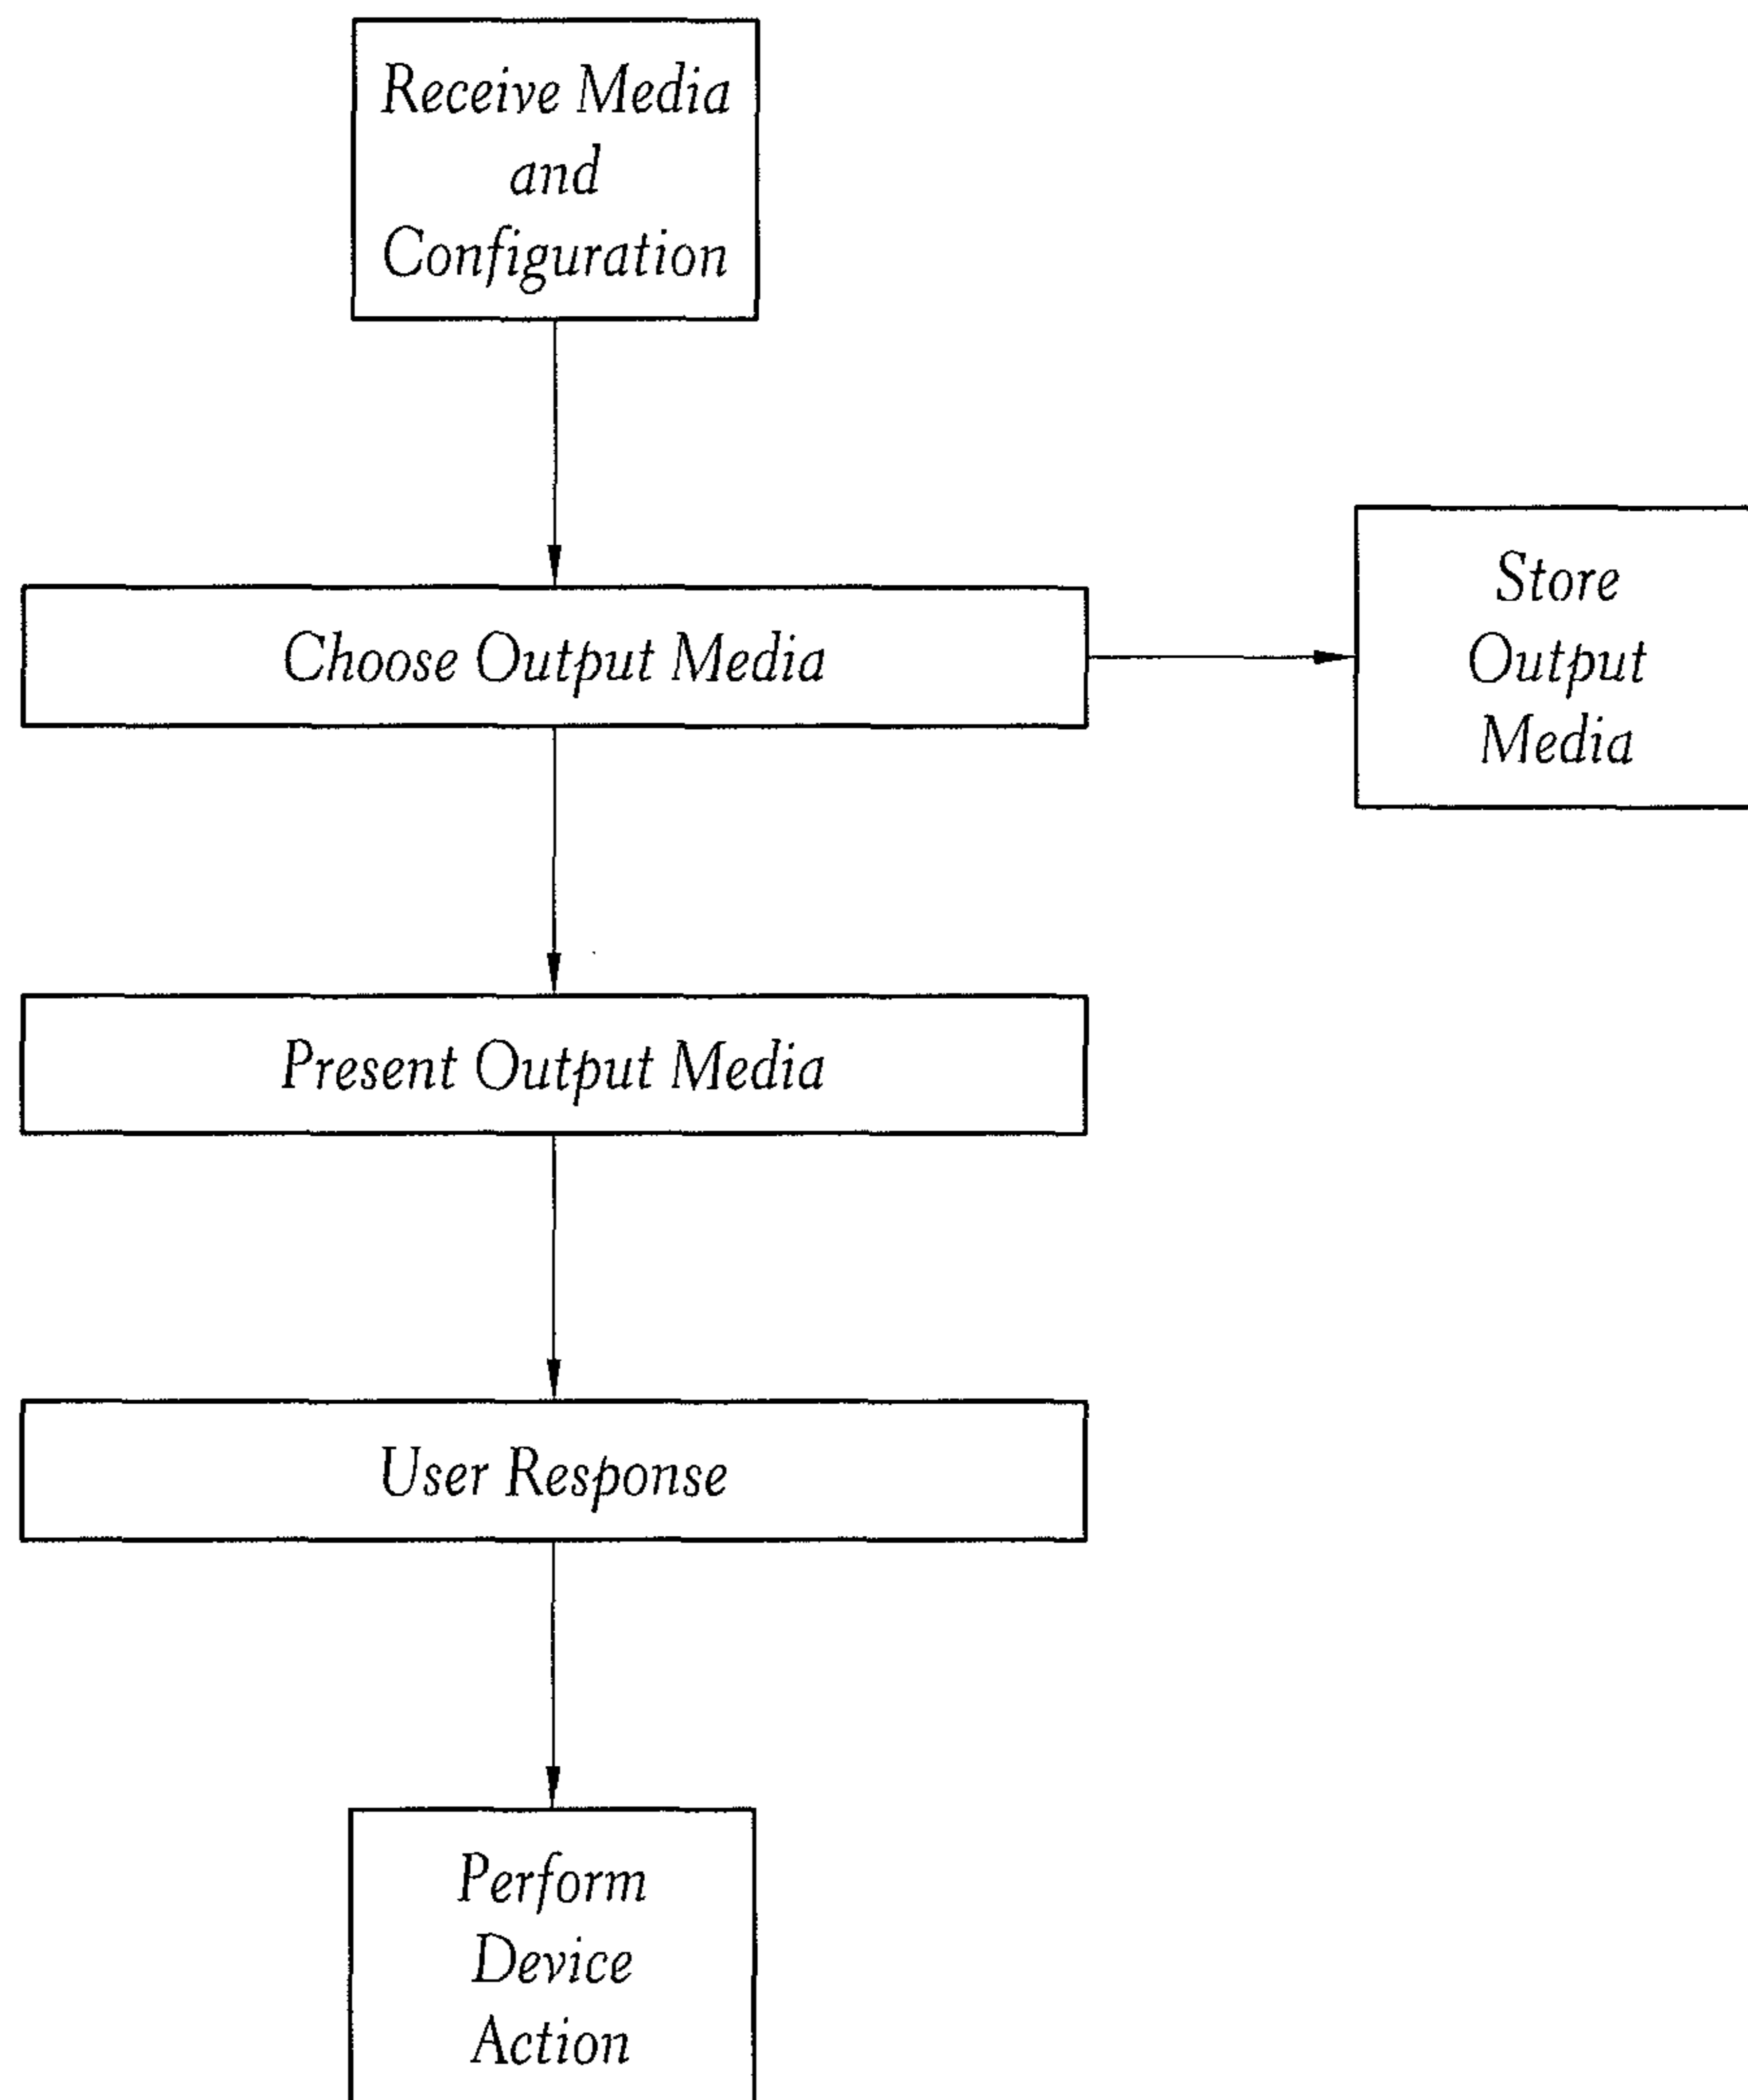 Receive Media
and
Configuration
Choose Output Media
Store
Output
Media
Present Output Media
User Response
Perform
Device
Action